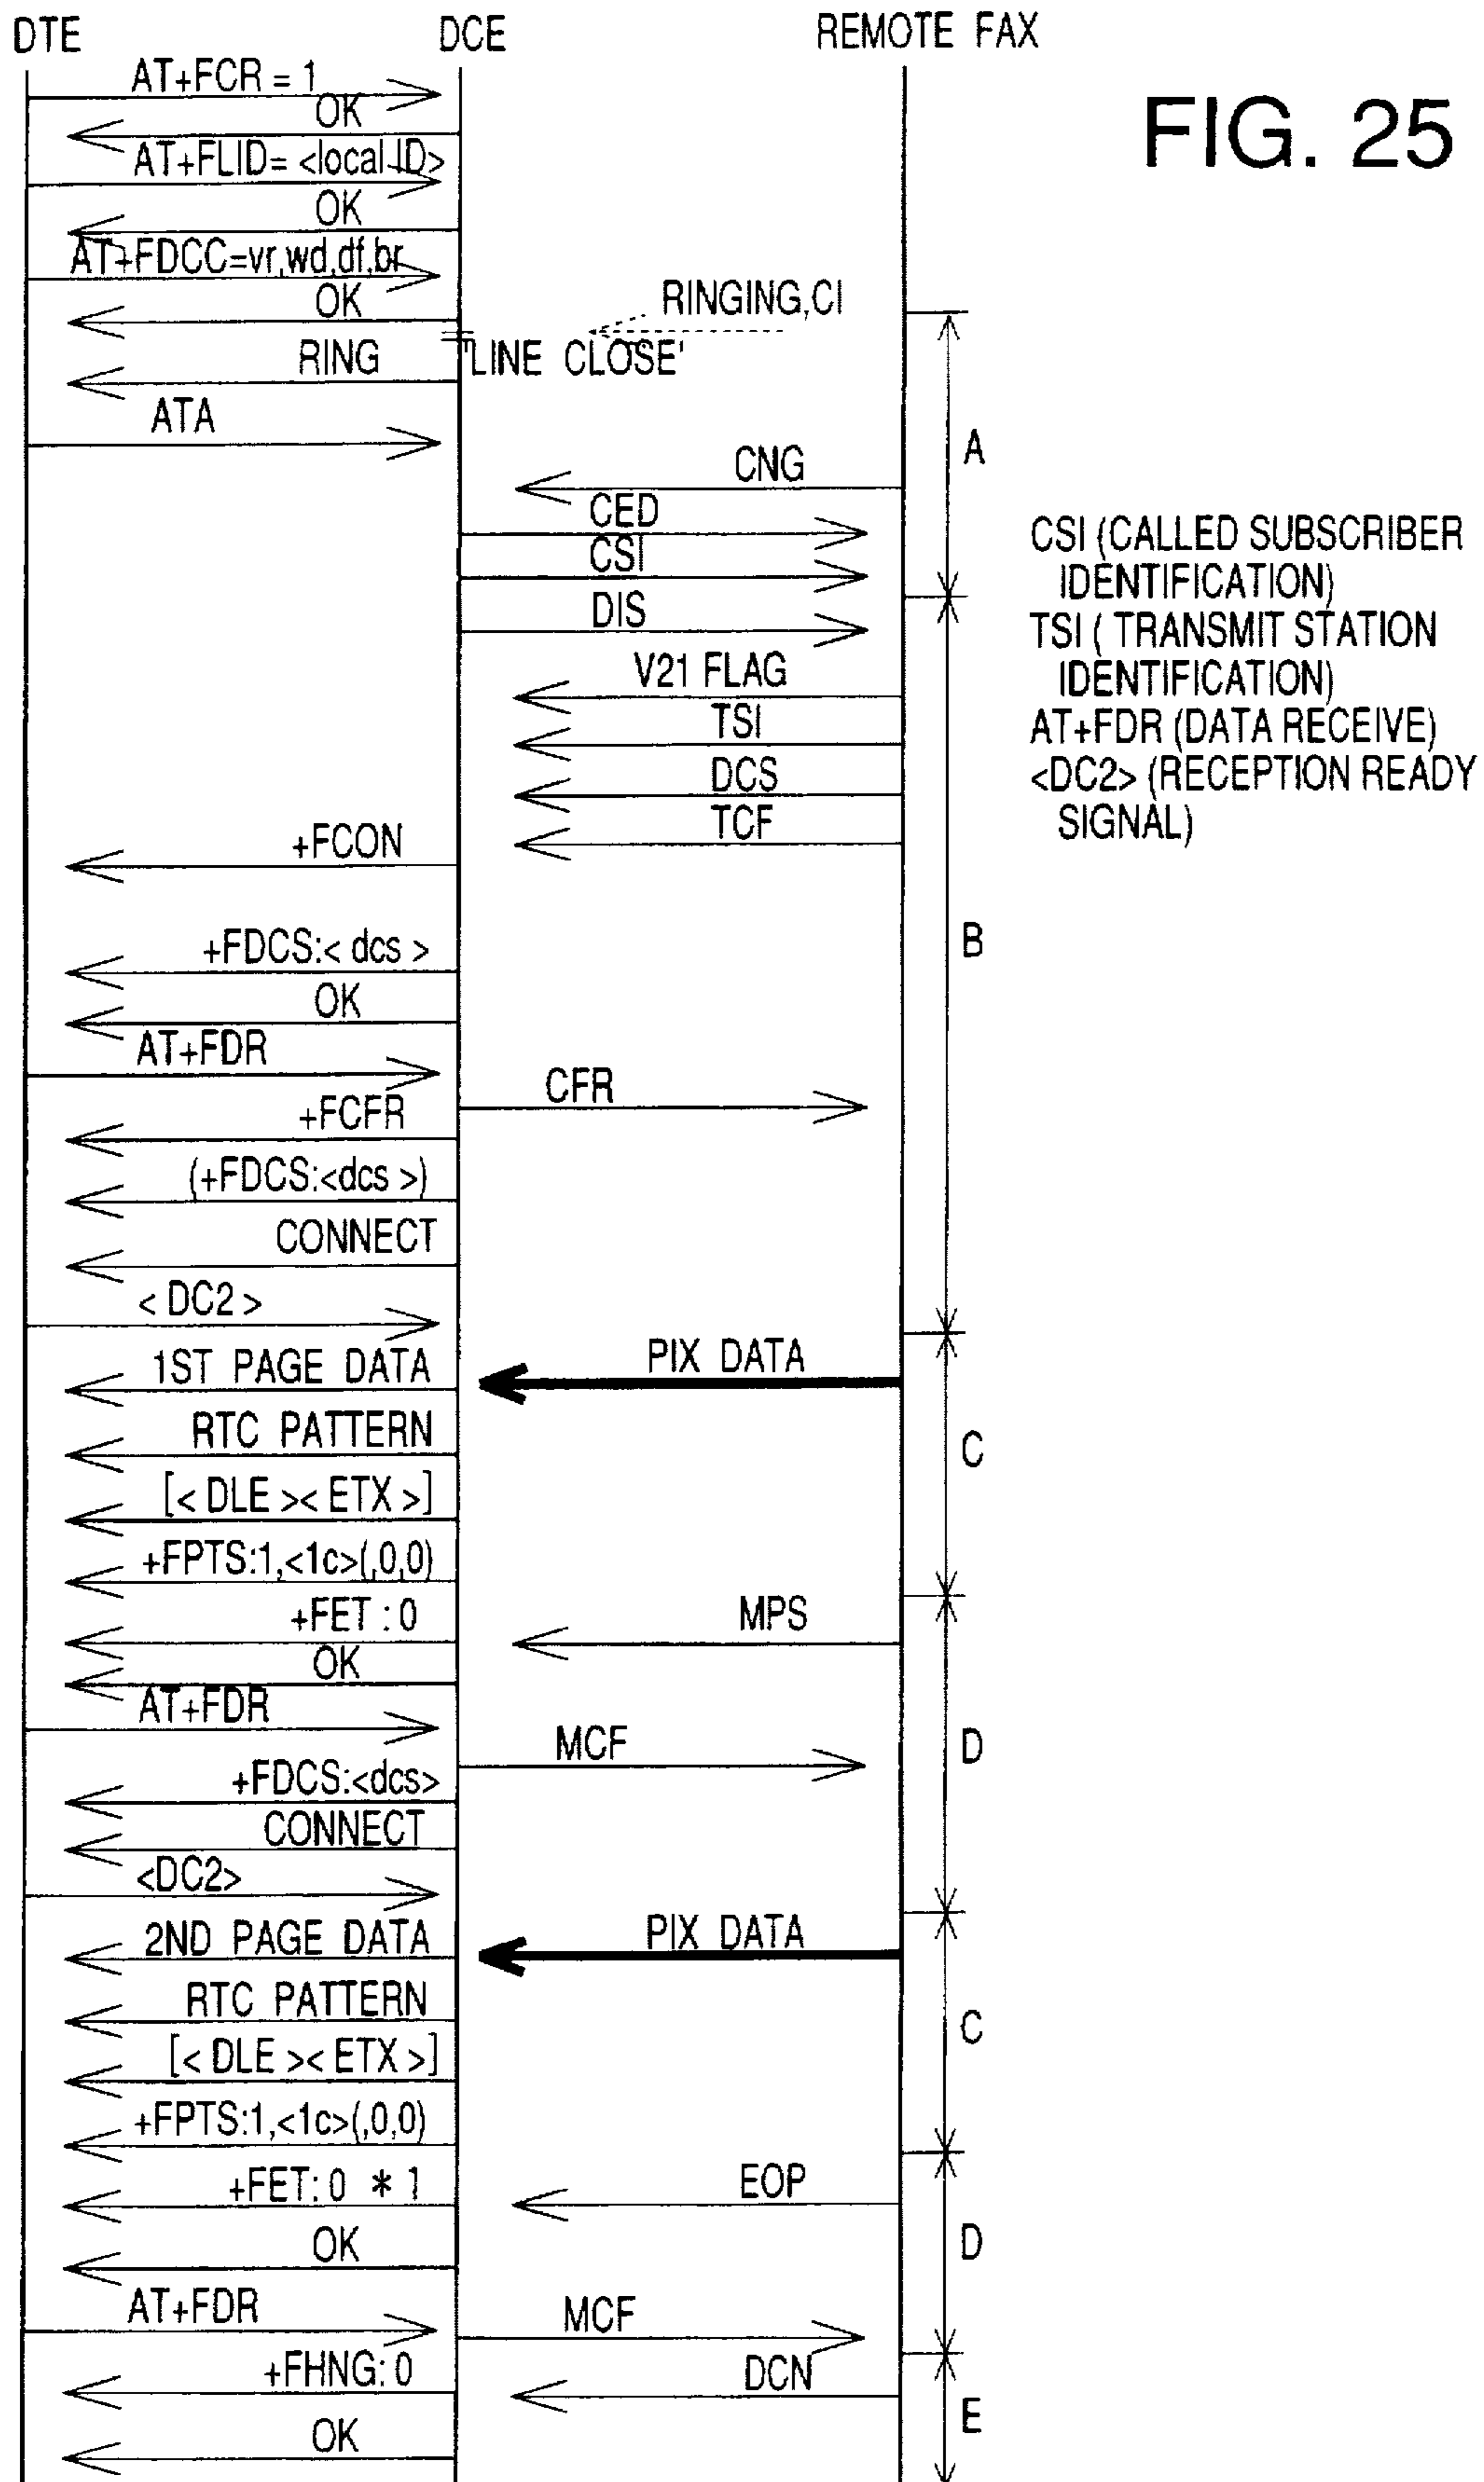 DTE DCE REMOTE FAX
FIG. 25
AT+FCR = 1
OK
AT+FLID= <local ID>
OK
AT+FDCC=vr,wd,df,br
OK
RINGING,CI
"LINE CLOSE'
RING
ATA
CNG
A
CED
CSI
DIS
V21 FLAG
TSI
DCS
TCF
CSI (CALLED SUBSCRIBER
IDENTIFICATION)
TSI ( TRANSMIT STATION
IDENTIFICATION)
AT+FDR (DATA RECEIVE)
<DC2> (RECEPTION READY
SIGNAL)
+FCON
B
+FDCS:< dcs >
OK
AT+FDR
CFR
+FCFR
(+FDCS:<dcs >)
CONNECT
< DC2 >
PIX DATA
1ST PAGE DATA
RTC PATTERN
C
[< DLE >< ETX >]
+FPTS:1,<1c>(,0,0)
+FET : 0
MPS
OK
AT+FDR
MCF
D
+FDCS:<dcs>
CONNECT
<DC2>
2ND PAGE DATA
PIX DATA
RTC PATTERN
C
[< DLE >< ETX >]
+FPTS:1,<1c>(,0,0)
+FET: 0 * 1
EOP
OK
D
AT+FDR
MCF
+FHNG: 0
DCN
E
OK